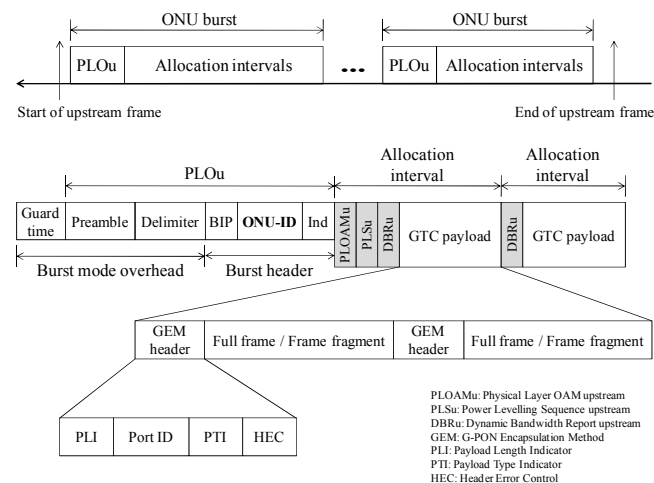 ONU burst
ONU burst
PLOu
Allocation intervals
...
PLOu
Allocation intervals
Start of upstream frame
End of upstream frame
PLOu
Allocation
interval
Allocation
interval
Guard
time
Preamble
Delimiter
BIP
ONU-ID
Ind
PLOAMu
PLSu
DBRu
GTC payload
DBRu
GTC payload
Burst mode overhead
Burst header
GEM
header
Full frame / Frame fragment
GEM
header
Full frame / Frame fragment
PLI
Port ID
PTI
HEC
PLOAMu: Physical Layer OAM upstream
PLSu: Power Levelling Sequence upstream
DBRu: Dynamic Bandwidth Report upstream
GEM: G-PON Encapsulation Method
PLI: Payload Length Indicator
PTI: Payload Type Indicator
HEC: Header Error Control